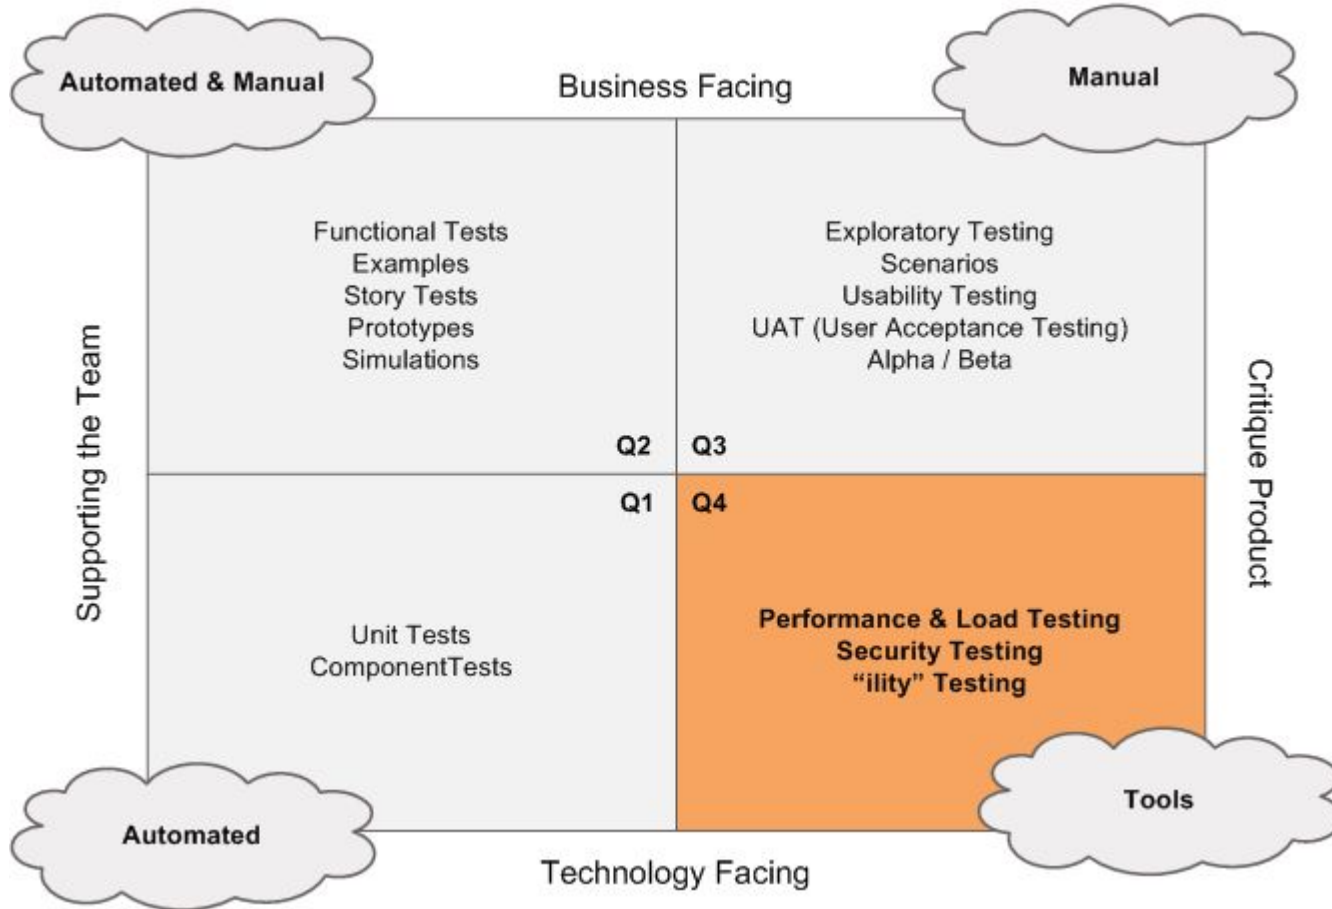 Automated & Manual
Business Facing
Manual
Functional Tests
Examples
Story Tests
Prototypes
Simulations
Q2
Exploratory Testing
Scenarios
Usability Testing
UAT (User Acceptance Testing)
Alpha / Beta
Q3
Supporting the Team
Critique Product
Q1
Unit Tests
ComponentTests
Q4
Performance & Load Testing
Security Testing
“ility” Testing
Automated
Technology Facing
Tools